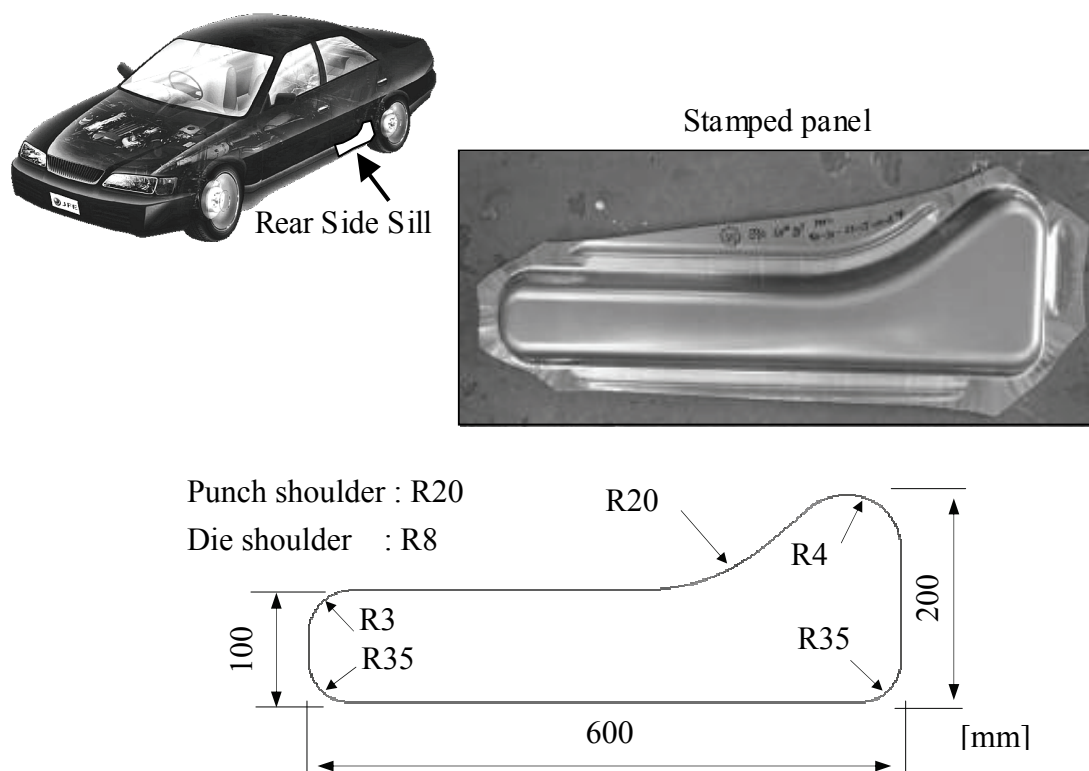 JFE
Rear Side Sill
Stamped panel
Punch shoulder : R20
Die shoulder : R8
R20
R4
R3
R35
R35
100
200
600
[mm]